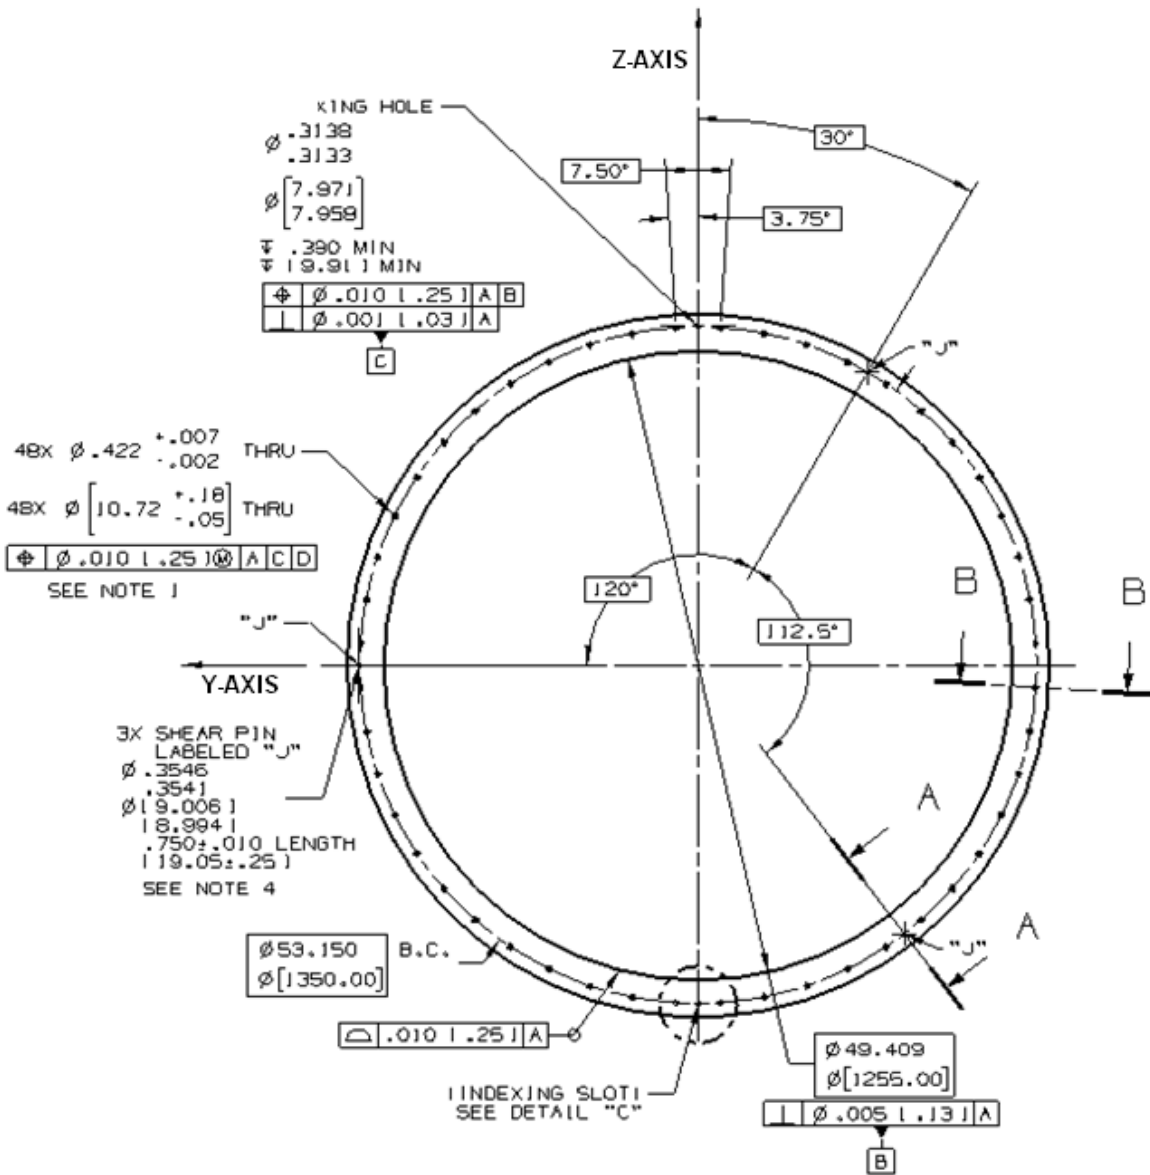 Z-AXIS
KING HOLE
Ø .3138
.3133
Ø [7.971
7.958]
↧ .390 MIN
↧ [9.91] MIN
⌖ Ø.010 [.25] A B
⊥ Ø.001 [.03] A
C
30°
7.50°
3.75°
"J"
48X Ø.422 +.007
-.002 THRU
48X Ø [10.72 +.18
-.05] THRU
⌖ Ø.010 [.25] Ⓜ A C D
SEE NOTE 1
"J"
120°
112.5°
B
B
Y-AXIS
3X SHEAR PIN
LABELED "J"
Ø.3546
.3541
Ø[9.006]
[8.994]
.750±.010 LENGTH
[19.05±.25]
SEE NOTE 4
A
A
"J"
Ø53.150 B.C.
Ø[1350.00]
⌓ .010 [.25] A
[INDEXING SLOT]
SEE DETAIL "C"
Ø49.409
Ø[1255.00]
⊥ Ø.005 [.13] A
B